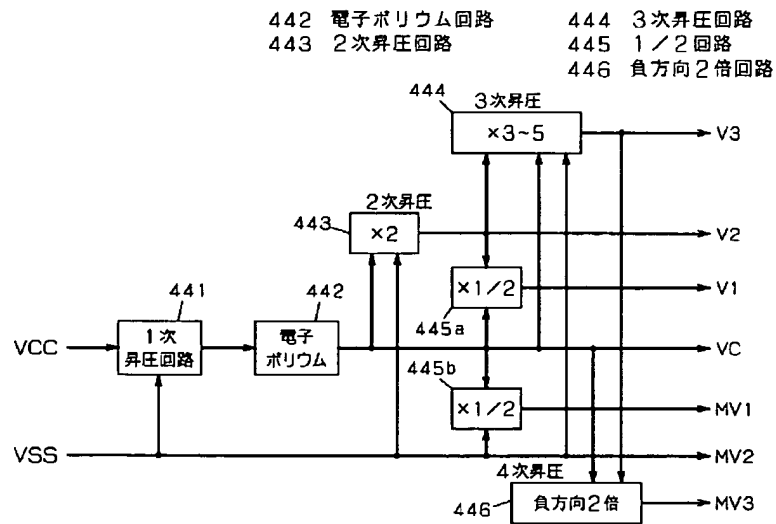 442 電子ポリウム回路
443 2次昇圧回路
444 3次昇圧回路
445 1/2回路
446 負方向2倍回路
444
3次昇圧
×3~5
V3
2次昇圧
443
×2
V2
441
442
×1/2
V1
445a
VCC
1次
昇圧回路
電子
ポリウム
VC
445b
×1/2
MV1
VSS
MV2
4次昇圧
446
負方向2倍
MV3